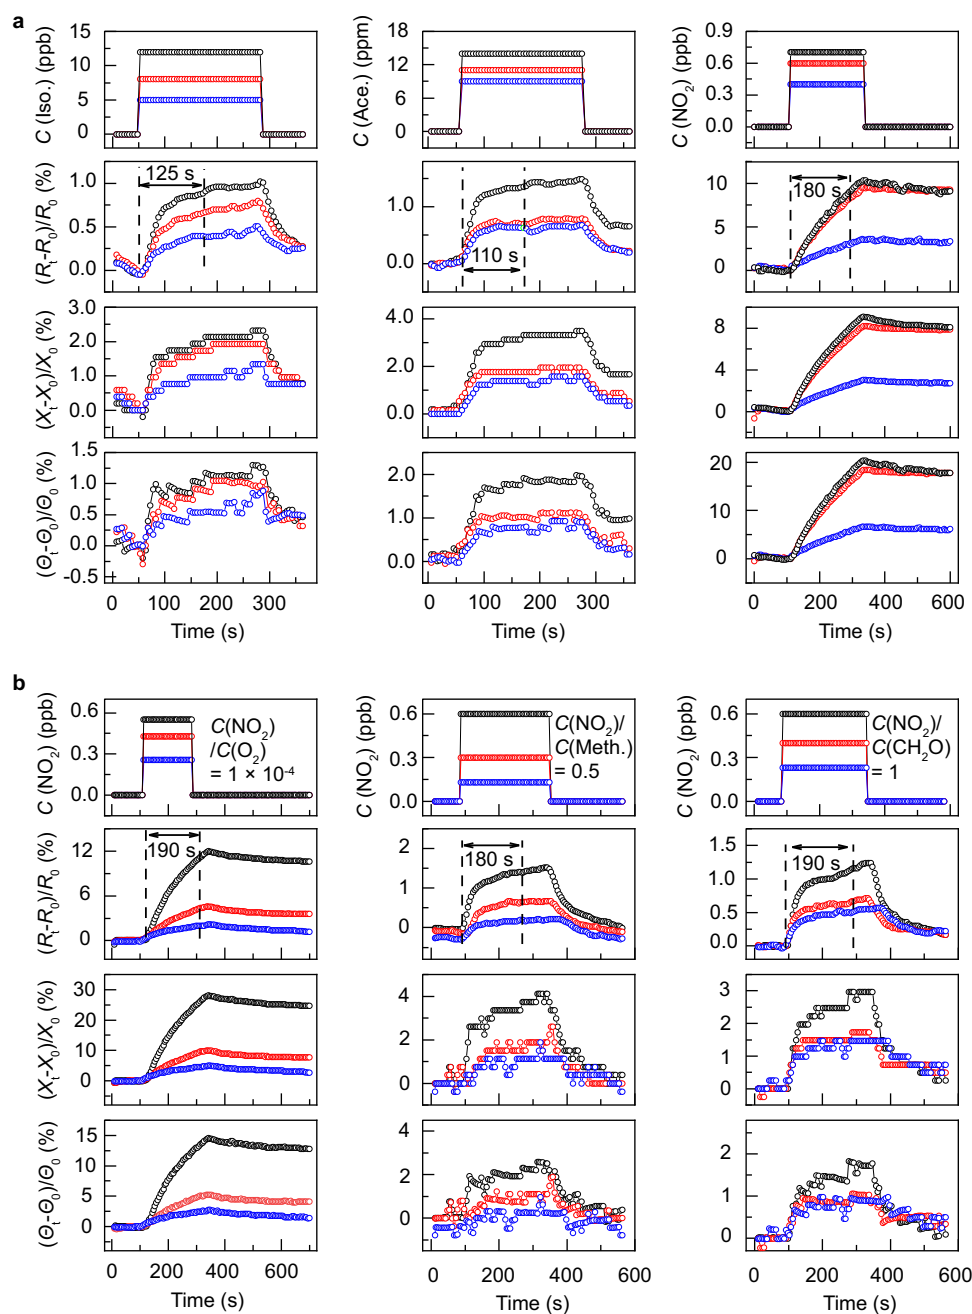 a
15
10
5
0
C (Iso.) (ppb)
18
12
6
0
C (Ace.) (ppm)
0.9
0.6
0.3
0.0
C (NO₂) (ppb)
1.0
0.5
0.0
(Rₜ-R₀)/R₀ (%)
125 s
1.0
0.0
110 s
10
5
0
180 s
3.0
2.0
1.0
0.0
(Xₜ-X₀)/X₀ (%)
4.0
2.0
0.0
8
4
0
1.5
1.0
0.5
0.0
-0.5
(Θₜ-Θ₀)/Θ₀ (%)
2.0
1.0
0.0
20
10
0
0 100 200 300
0 100 200 300
0 200 400 600
Time (s)
Time (s)
Time (s)
b
0.6
0.3
0.0
C (NO₂) (ppb)
C(NO₂)
/C(O₂)
= 1 × 10⁻⁴
0.6
0.3
0.0
C (NO₂) (ppb)
C(NO₂)/
C(Meth.)
= 0.5
0.6
0.4
0.2
0.0
C (NO₂) (ppb)
C(NO₂)/
C(CH₂O)
= 1
12
6
0
(Rₜ-R₀)/R₀ (%)
190 s
2
1
0
180 s
1.5
1.0
0.5
0.0
190 s
30
20
10
0
(Xₜ-X₀)/X₀ (%)
4
2
0
3
2
1
0
15
10
5
0
(Θₜ-Θ₀)/Θ₀ (%)
4
2
0
4
2
0
0 200 400 600
0 200 400 600
0 200 400 600
Time (s)
Time (s)
Time (s)